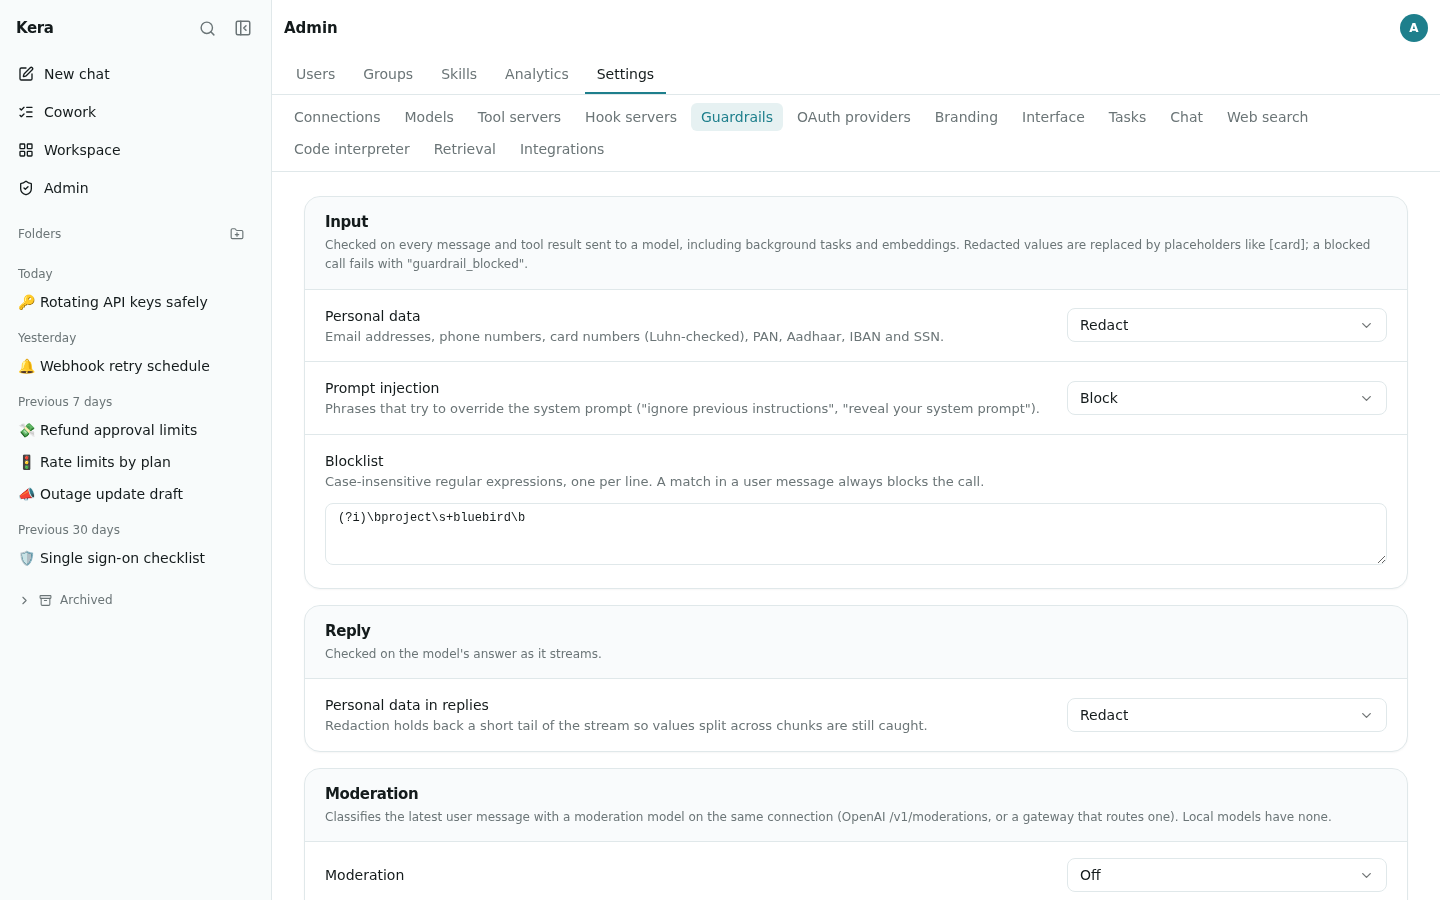 Kera
New chat
Cowork
Workspace
Admin
Folders
Today
🔑 Rotating API keys safely
Yesterday
🔔 Webhook retry schedule
Previous 7 days
💸 Refund approval limits
🚦 Rate limits by plan
📣 Outage update draft
Previous 30 days
🛡️ Single sign-on checklist
Archived
Admin
A
Users Groups Skills Analytics Settings
Connections Models Tool servers Hook servers Guardrails OAuth providers Branding Interface Tasks Chat Web search
Code interpreter Retrieval Integrations
Input
Checked on every message and tool result sent to a model, including background tasks and embeddings. Redacted values are replaced by placeholders like [card]; a blocked
call fails with "guardrail_blocked".
Personal data
Email addresses, phone numbers, card numbers (Luhn-checked), PAN, Aadhaar, IBAN and SSN.
Redact
Prompt injection
Phrases that try to override the system prompt ("ignore previous instructions", "reveal your system prompt").
Block
Blocklist
Case-insensitive regular expressions, one per line. A match in a user message always blocks the call.
(?i)\bproject\s+bluebird\b
Reply
Checked on the model's answer as it streams.
Personal data in replies
Redaction holds back a short tail of the stream so values split across chunks are still caught.
Redact
Moderation
Classifies the latest user message with a moderation model on the same connection (OpenAI /v1/moderations, or a gateway that routes one). Local models have none.
Moderation
Off